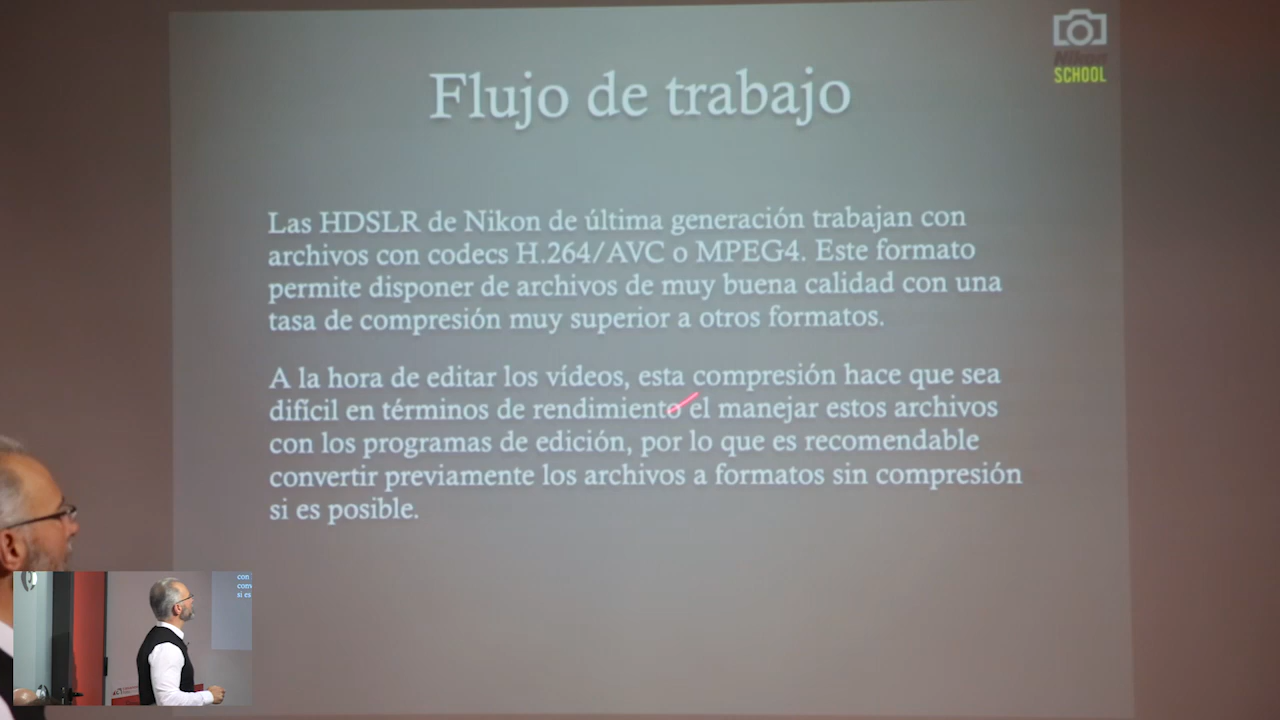 Nikon
SCHOOL
Flujo de trabajo
Las HDSLR de Nikon de última generación trabajan con
archivos con codecs H.264/AVC o MPEG4. Este formato
permite disponer de archivos de muy buena calidad con una
tasa de compresión muy superior a otros formatos.
A la hora de editar los vídeos, esta compresión hace que sea
difícil en términos de rendimiento el manejar estos archivos
con los programas de edición, por lo que es recomendable
convertir previamente los archivos a formatos sin compresión
si es posible.
con
si es